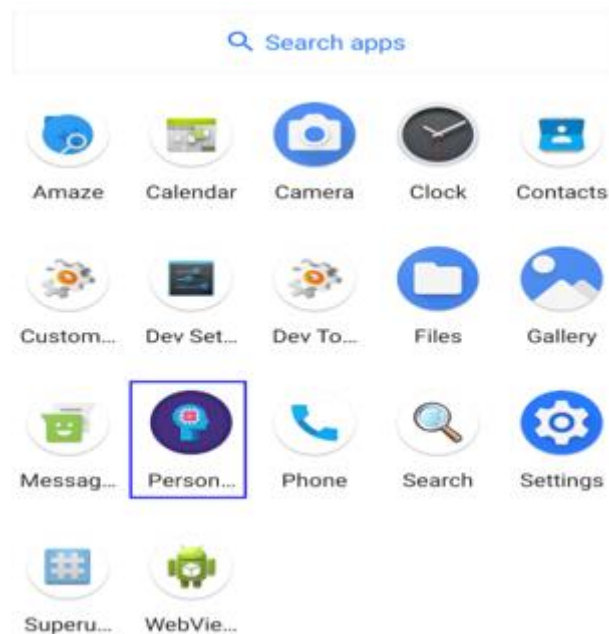 Search apps
Amaze Calendar Camera Clock Contacts
Custom... Dev Set... Dev To... Files Gallery
Messag... Person... Phone Search Settings
Superu... WebVie...